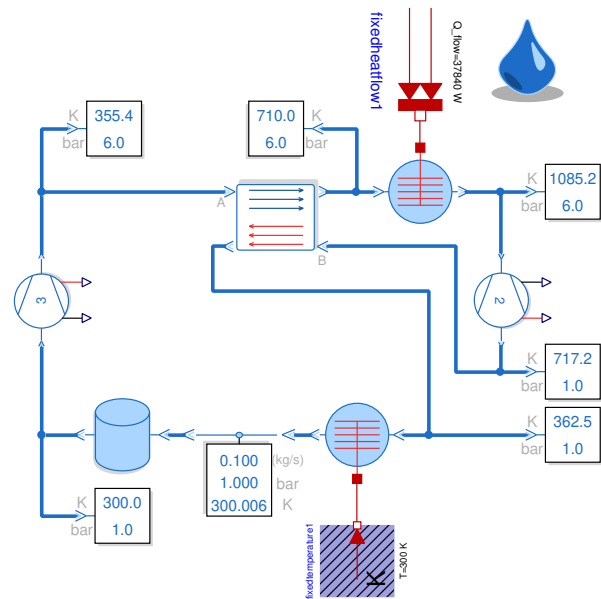 fixedheatflow1
Q_flow=37840 W
K
355.4
bar
6.0
710.0
K
6.0
bar
K
1085.2
bar
6.0
A
B
3
2
K
717.2
bar
1.0
K
362.5
bar
1.0
0.100
(kg/s)
1.000
bar
300.006
K
K
300.0
bar
1.0
fixedtemperature1
K
T=300 K